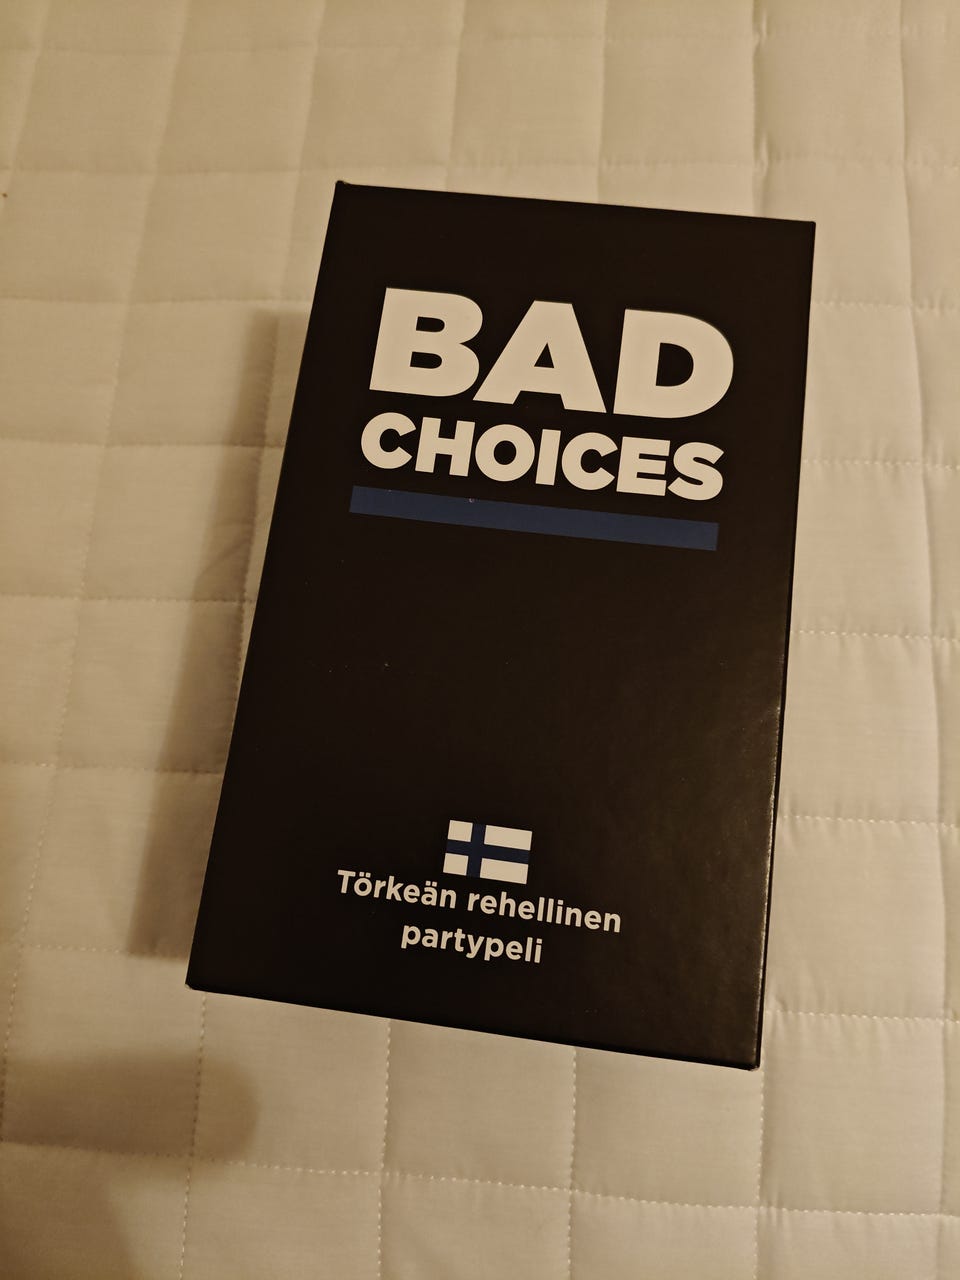 BAD
CHOICES
Törkeän rehellinen
partypeli